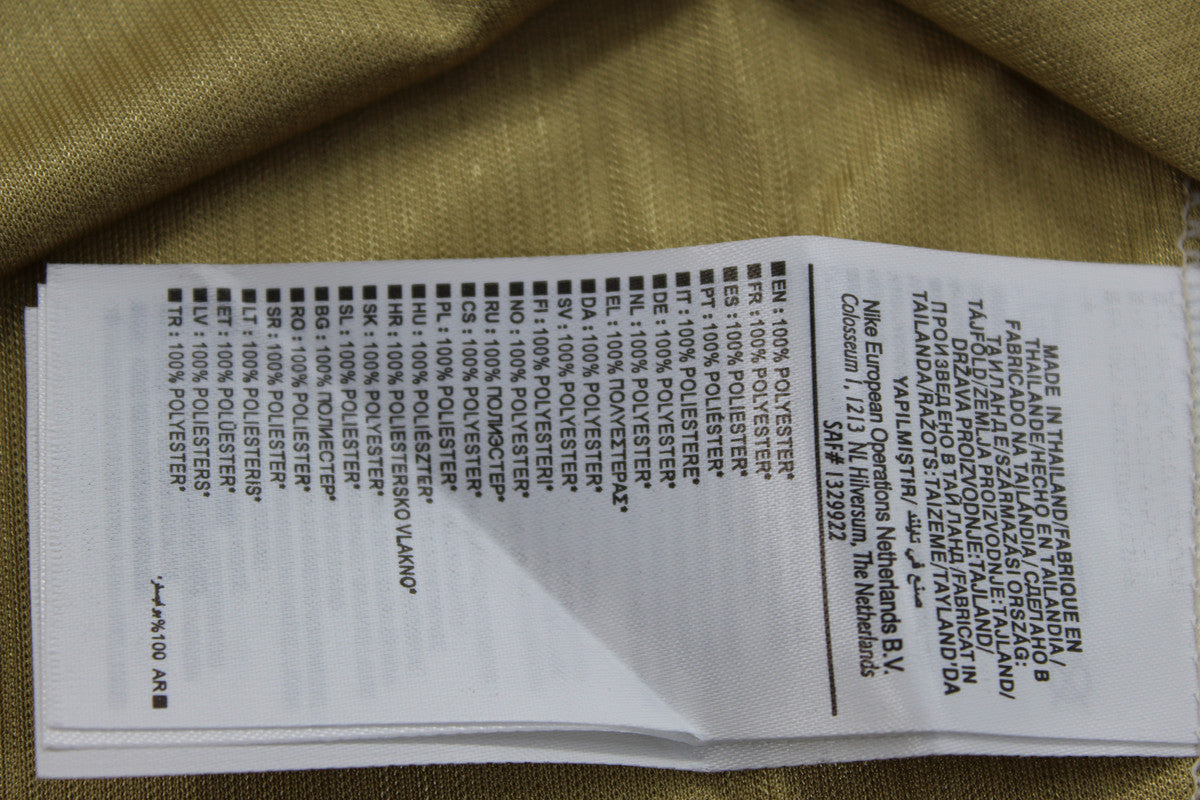 MADE IN THAILAND/FABRIQUE EN
THAILANDE/HECHO EN TAILANDIA/
FABRICADO NA TAILÂNDIA/ СДЕЛАНО В
ТАИЛАНДЕ/SZÁRMAZÁSI ORSZÁG:
TÁJFÖLD/ZEMLJA PROIZVODNJE:TAJLAND/
DRŽAVA PROIZVODNJE:TAJLAND/
ПРОИЗВЕДЕНО В ТАЙЛАНД/FABRICAT IN
TAILANDA/RAŽOTS:TAIZEME/TAYLAND'DA
YAPILMIŞTIR/ صنع في تايلند
Nike European Operations Netherlands B.V.
Colosseum 1, 1213 NL Hilversum, The Netherlands
SAF# 1329922
EN : 100% POLYESTER*
FR : 100% POLYESTER*
ES : 100% POLIESTER*
PT : 100% POLIÉSTER*
IT : 100% POLIESTERE*
DE : 100% POLYESTER*
NL : 100% POLYESTER*
EL : 100% ΠΟΛΥΕΣΤΕΡΑΣ*
DA : 100% POLYESTER*
SV : 100% POLYESTER*
FI : 100% POLYESTERI*
NO : 100% POLYESTER*
RU : 100% ПОЛИЭСТЕР*
CS : 100% POLYESTER*
PL : 100% POLIESTER*
HU : 100% POLIÉSZTER*
HR : 100% POLIESTERSKO VLAKNO*
SK : 100% POLYESTER*
SL : 100% POLIESTER*
BG : 100% ПОЛИЕСТЕР*
RO : 100% POLIESTER*
SR : 100% POLIESTER*
LT : 100% POLIESTERIS*
ET : 100% POLÜESTER*
LV : 100% POLIESTERS*
TR : 100% POLYESTER*
%100 AR